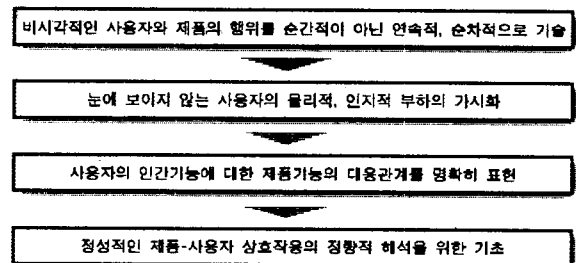 비시각적인 사용자와 제품의 행위를 순간적이 아닌 연속적, 순차적으로 기술
눈에 보이지 않는 사용자의 물리적, 인지적 부하의 가시화
사용자의 인간기능에 대한 제품기능의 대응관계를 명확히 표현
정성적인 제품-사용자 상호작용의 정량적 해석을 위한 기초